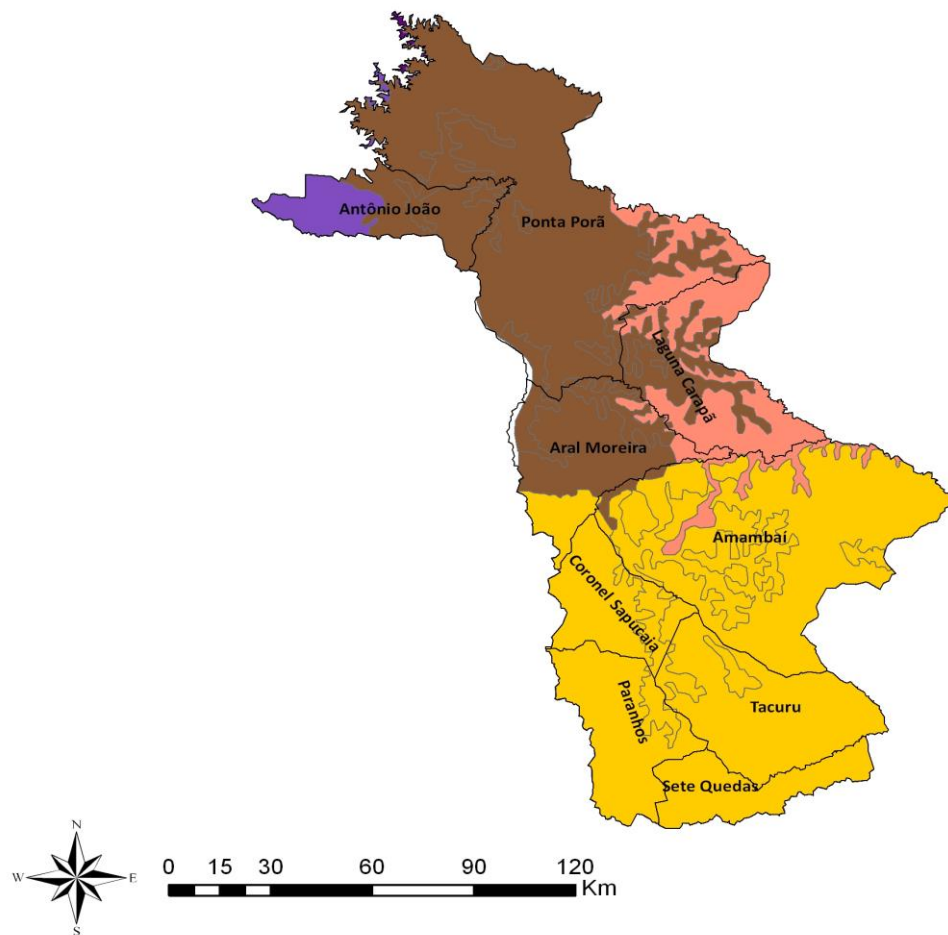 Antônio João
Ponta Porã
Laguna Carapã
Aral Moreira
Amambaí
Coronel Sapucaia
Paranhos
Tacuru
Sete Quedas
N
W
E
S
0 15 30 60 90 120
Km